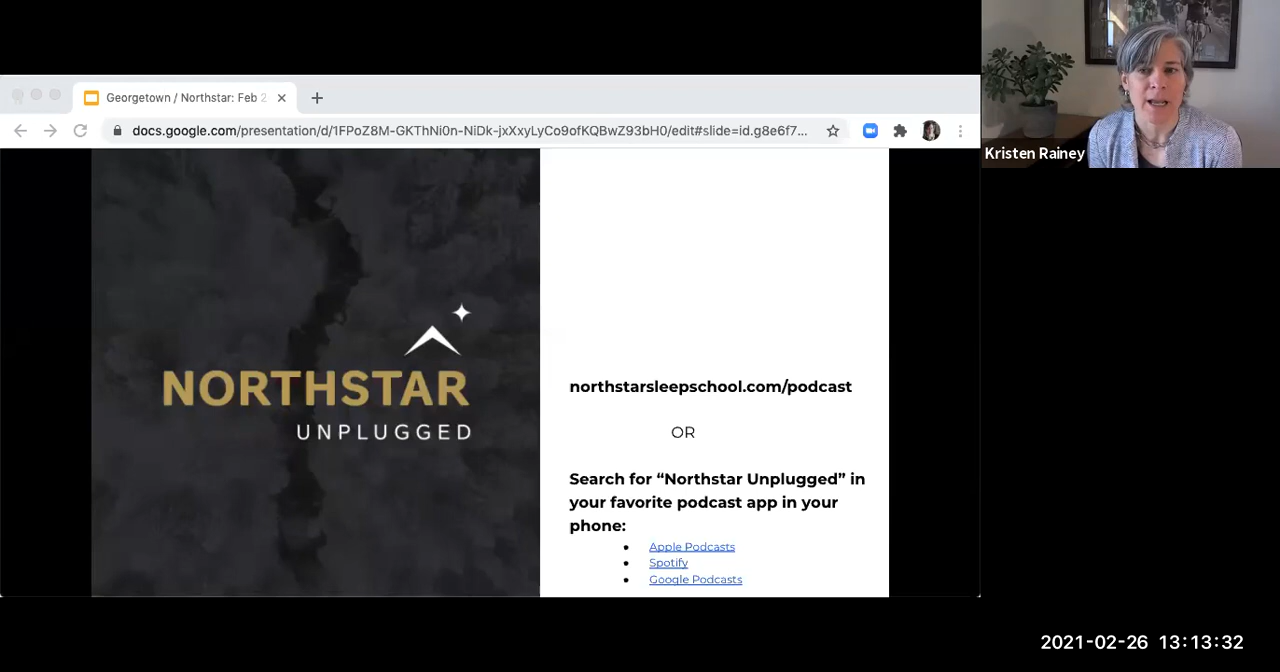 Georgetown / Northstar: Feb 2
docs.google.com/presentation/d/1FPoZ8M-GKThNi0n-NiDk-jxXxyLyCo9ofKQBwZ93bH0/edit#slide=id.g8e6f7...
Kristen Rainey
NORTHSTAR
UNPLUGGED
northstarsleepschool.com/podcast
OR
Search for “Northstar Unplugged” in
your favorite podcast app in your
phone:
• Apple Podcasts
• Spotify
• Google Podcasts
2021-02-26 13:13:32